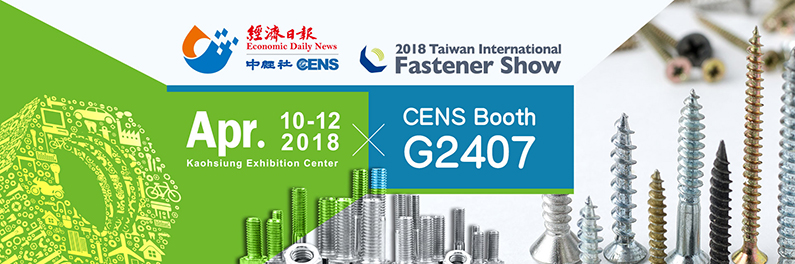 經濟日報
Economic Daily News
中經社 CENS
2018 Taiwan International
Fastener Show
Apr. 10-12
2018
Kaohsiung Exhibition Center
CENS Booth
G2407